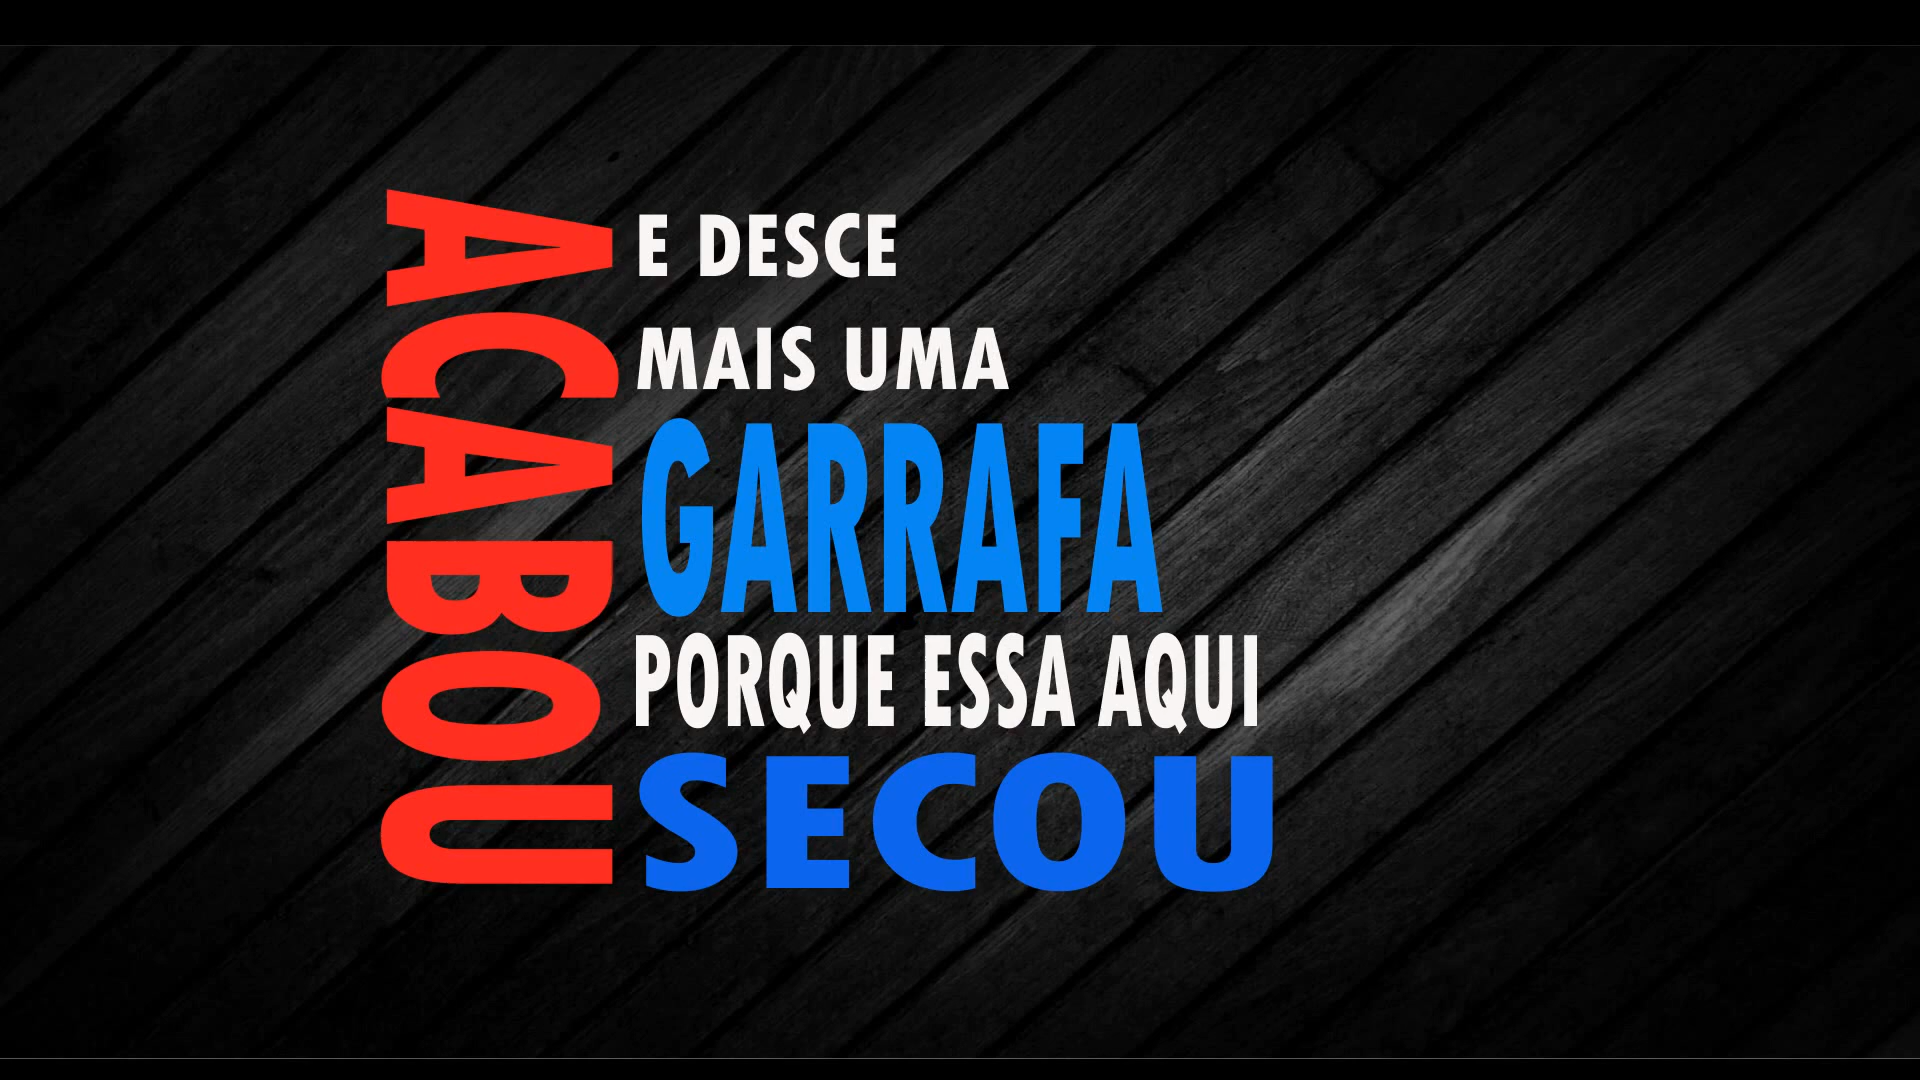 ACABOU
E DESCE
MAIS UMA
GARRAFA
PORQUE ESSA AQUI
SECOU